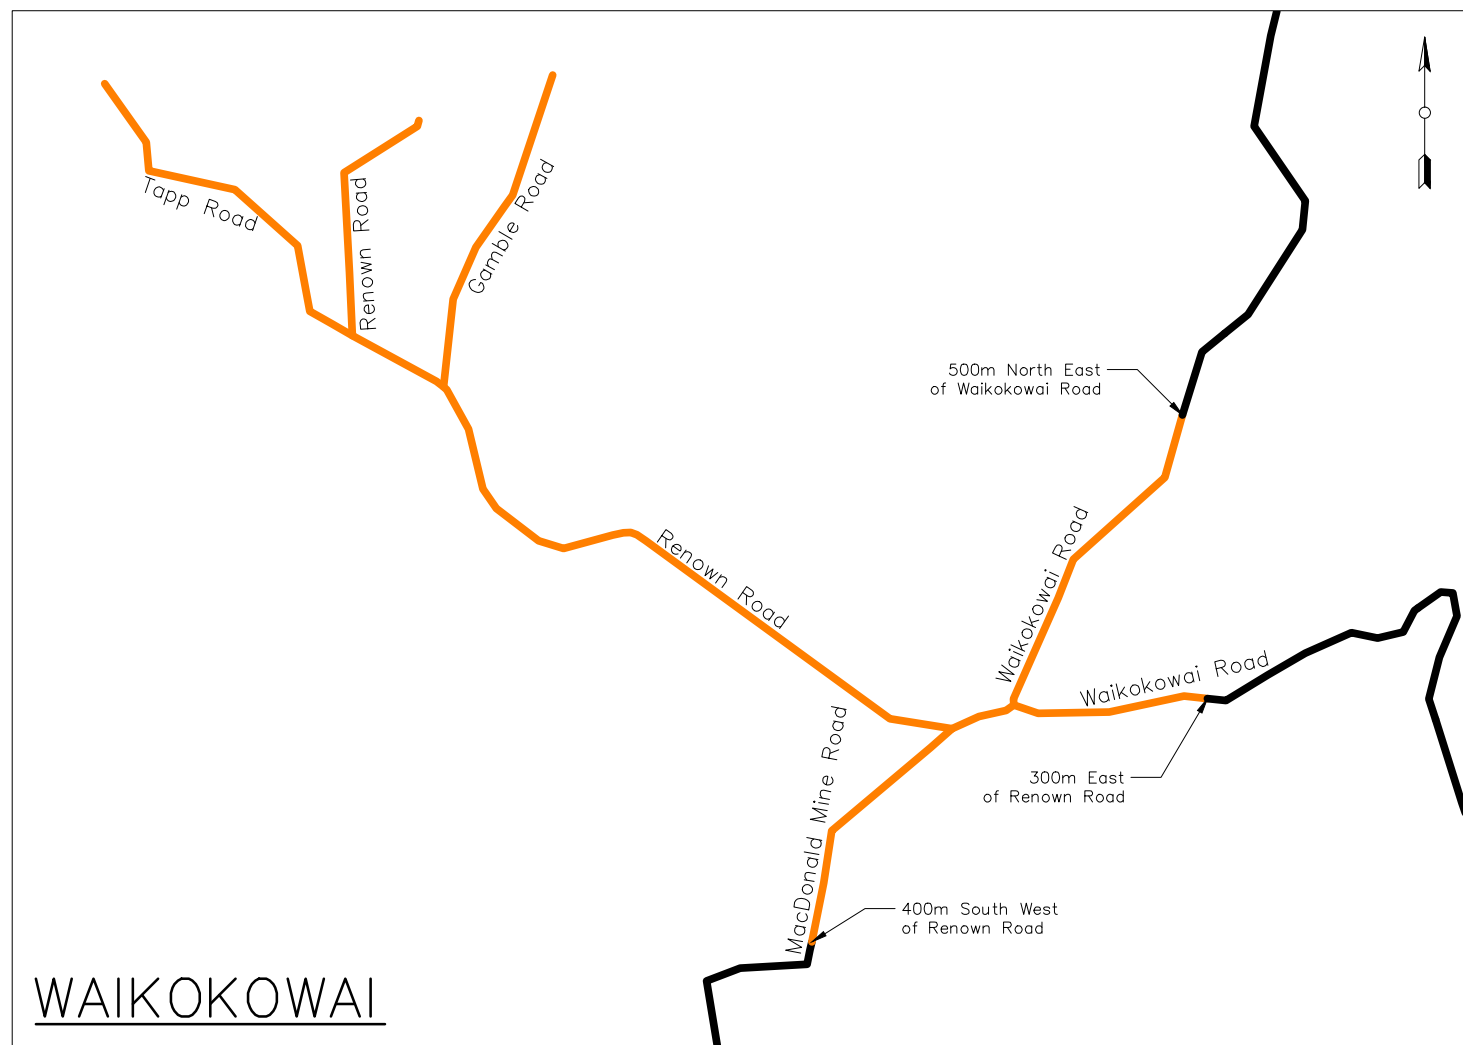 Tapp Road
Renown Road
Gamble Road
500m North East
of Waikokowai Road
Renown Road
Waikokowai Road
Waikokowai Road
MacDonald Mine Road
300m East
of Renown Road
400m South West
of Renown Road
WAIKOKOWAI